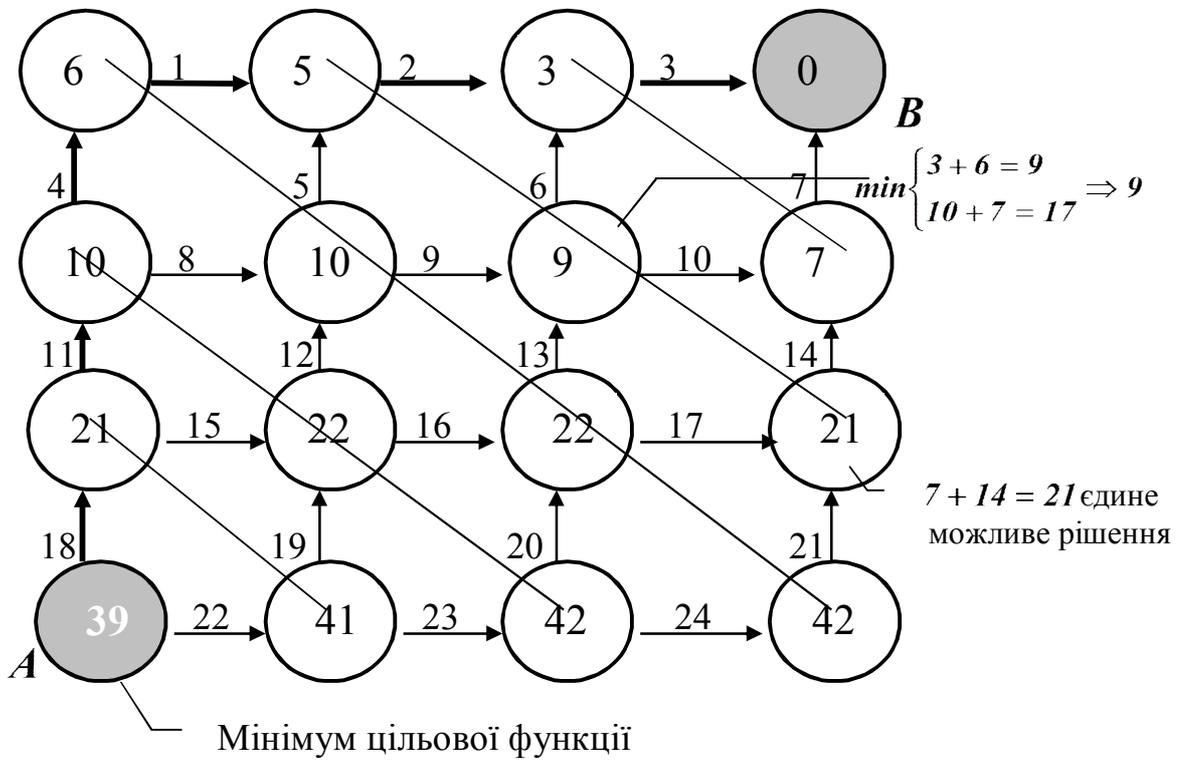 6 1 5 2 3 3 0
B
4 5 6 7 min { 3 + 6 = 9
10 + 7 = 17 ⇒ 9
10 8 10 9 9 10 7
11 12 13 14
21 15 22 16 22 17 21
7 + 14 = 21 єдине
можливе рішення
18 19 20 21
39 22 41 23 42 24 42
A
Мінімум цільової функції